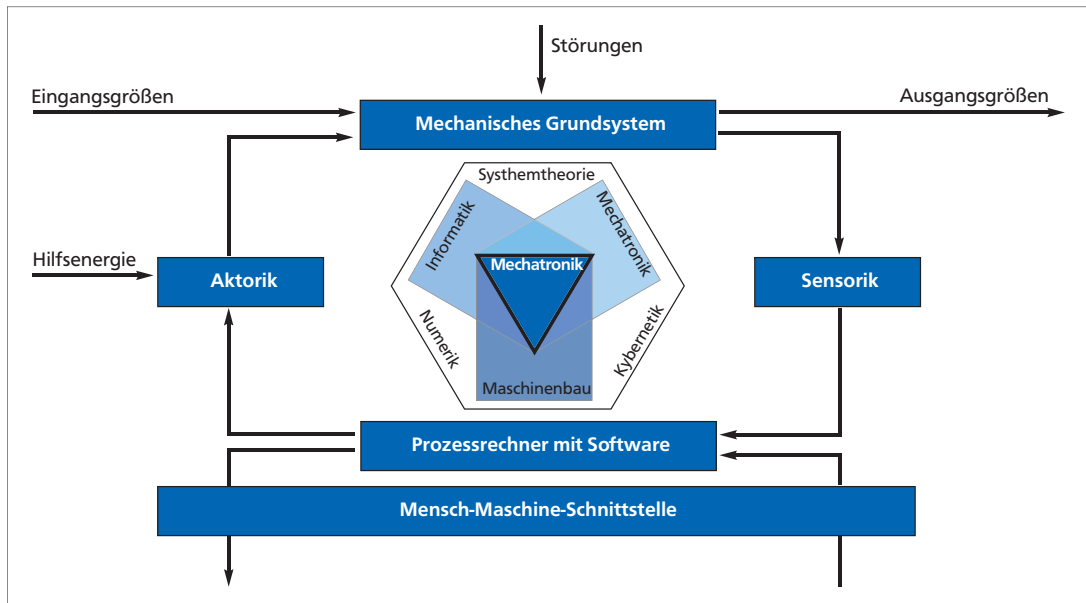 Störungen
Eingangsgrößen
Ausgangsgrößen
Mechanisches Grundsystem
Systhemtheorie
Informatik
Mechatronik
Hilfsenergie
Aktorik
Mechatronik
Sensorik
Numerik
Kybernetik
Maschinenbau
Prozessrechner mit Software
Mensch-Maschine-Schnittstelle